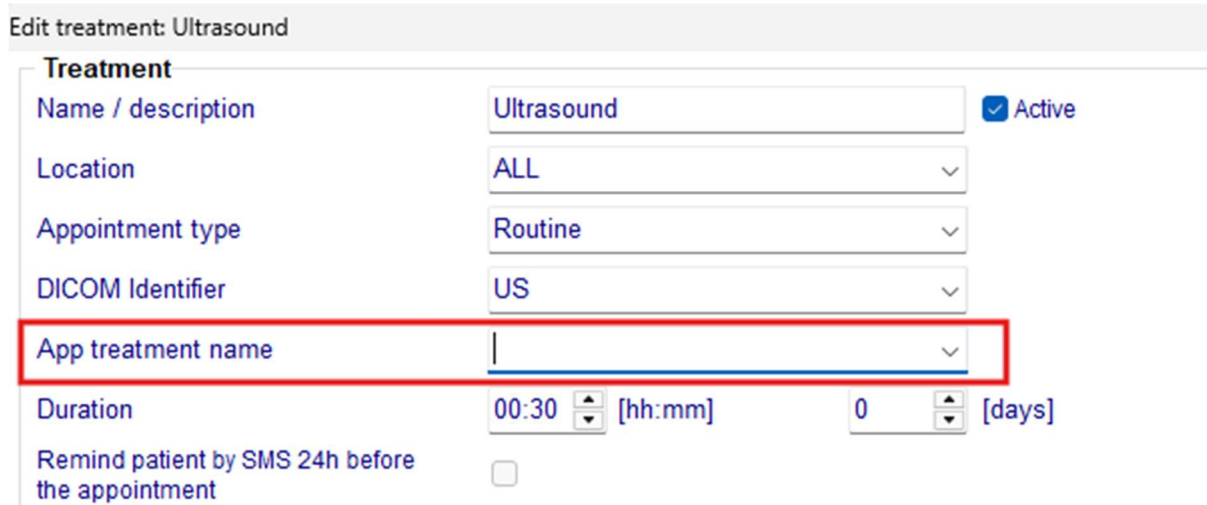 Edit treatment: Ultrasound
Treatment
Name / description Ultrasound Active
Location ALL
Appointment type Routine
DICOM Identifier US
App treatment name
Duration 00:30 [hh:mm] 0 [days]
Remind patient by SMS 24h before
the appointment